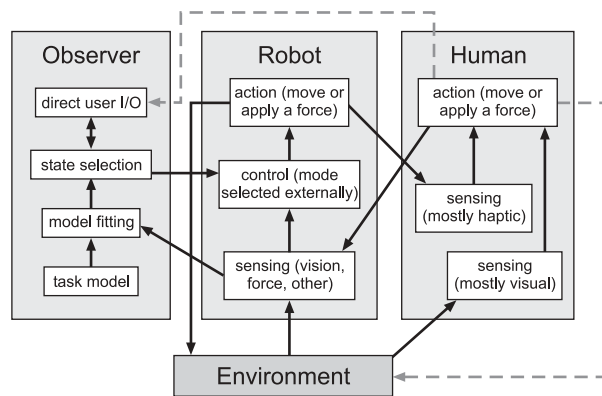 Observer
direct user I/O
state selection
model fitting
task model
Robot
action (move or
apply a force)
control (mode
selected externally)
sensing (vision,
force, other)
Human
action (move or
apply a force)
sensing
(mostly haptic)
sensing
(mostly visual)
Environment